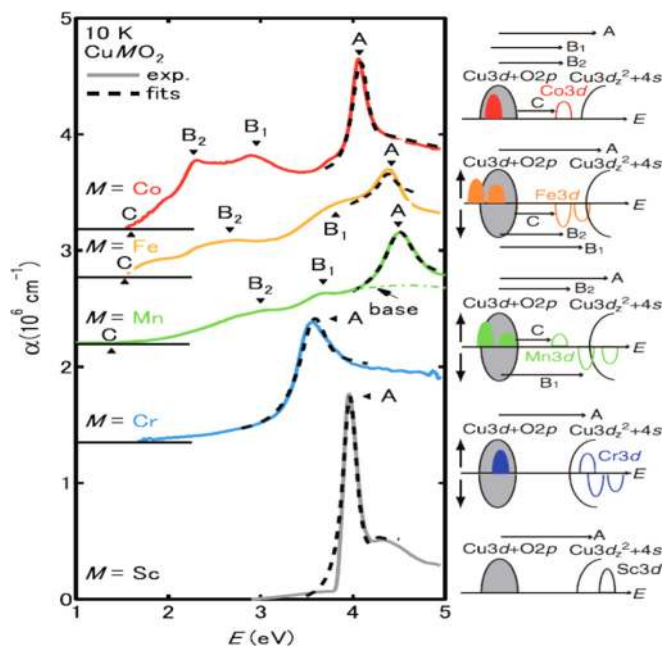 10 K
CuMO₂
exp.
fits
A
B₂
B₁
M = Co
C
A
B₂
B₁
M = Fe
C
A
B₂
B₁
base
M = Mn
C
A
M = Cr
A
M = Sc
5
4
3
2
1
0
α(10⁶ cm⁻¹)
1 2 3 4 5
E (eV)
A
B₁
B₂
Cu3d+O2p Cu3dz²+4s
C Co3d
E
A
Cu3d+O2p Cu3dz²+4s
Fe3d
E
C
B₂
B₁
A
B₂
Cu3d+O2p Cu3dz²+4s
C
E
Mn3d
B₁
A
Cu3d+O2p Cu3dz²+4s
Cr3d
E
A
Cu3d+O2p Cu3dz²+4s
Sc3d
E